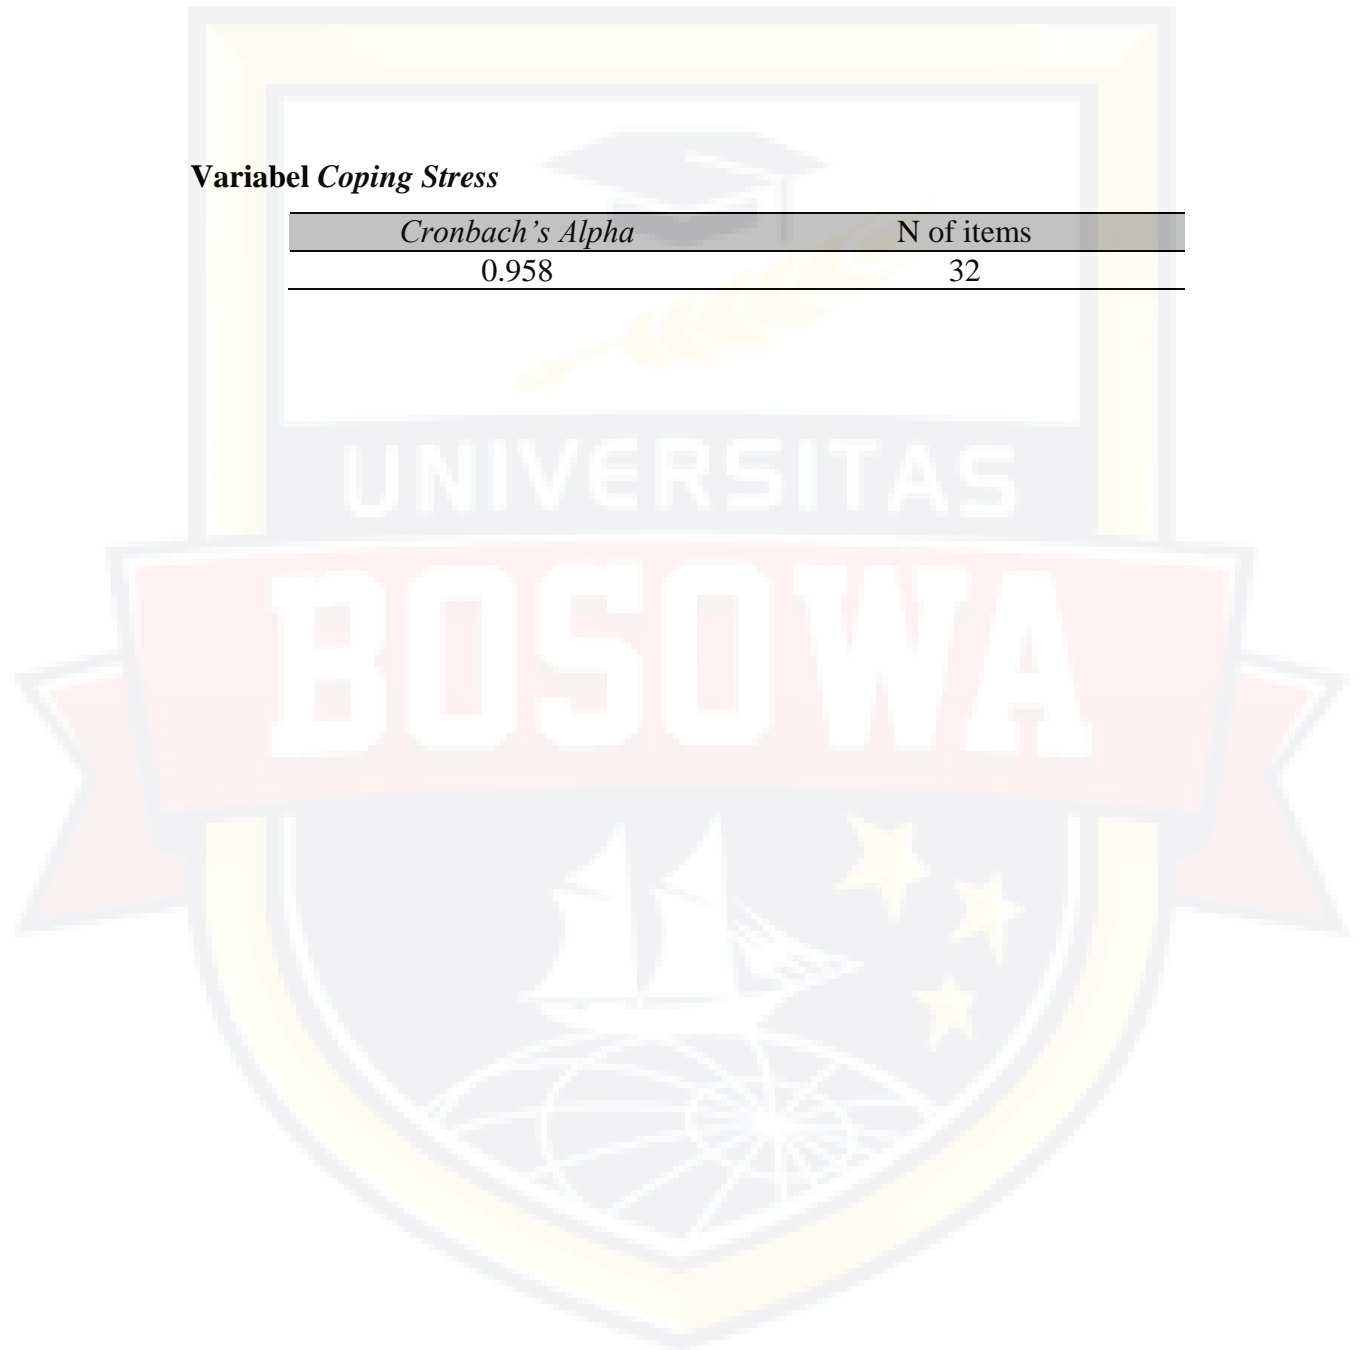 Variabel Coping Stress
Cronbach’s Alpha N of items
0.958 32
UNIVERSITAS
BOSOWA